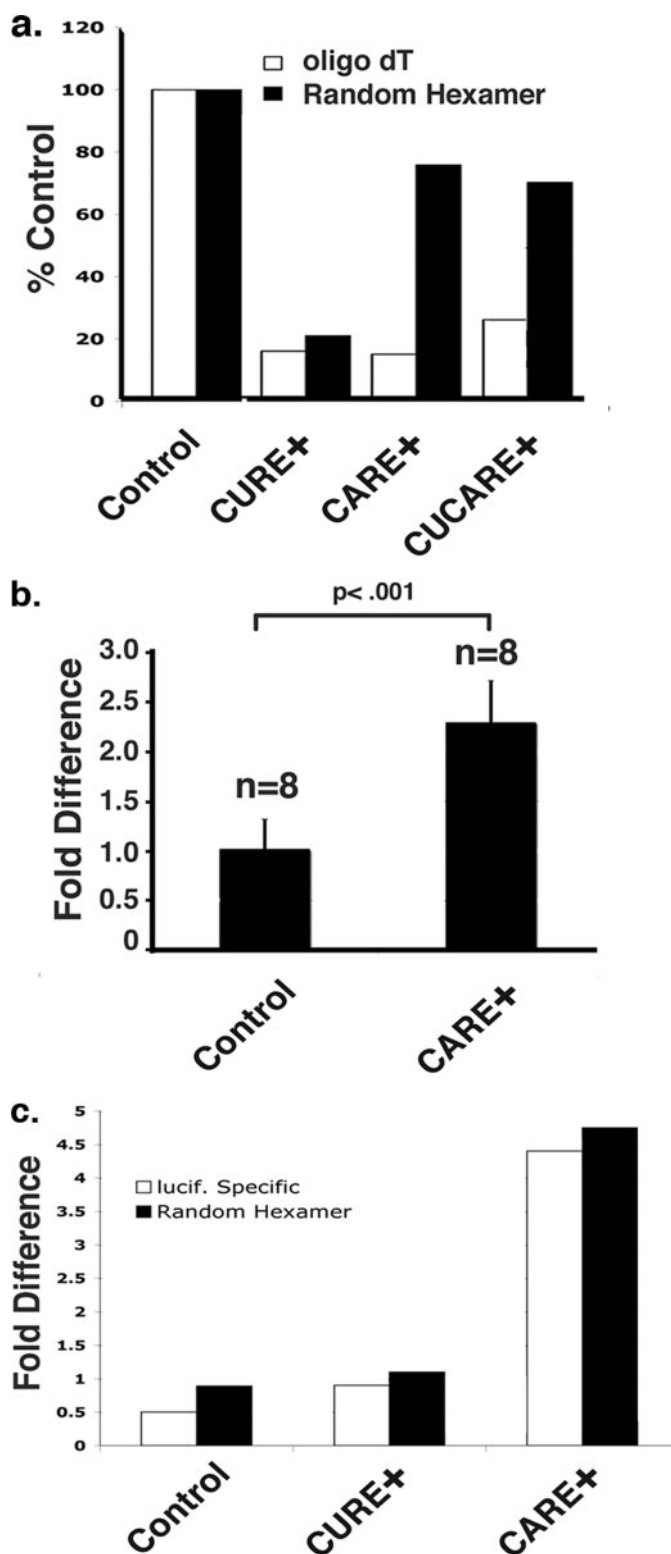 a.
120
100
80
60
40
20
0
% Control
oligo dT
Random Hexamer
Control
CURE+
CARE+
CUCARE+
b.
p< .001
3.0
2.5
2.0
1.5
1.0
0.5
0
Fold Difference
n=8
n=8
Control
CARE+
c.
5
4.5
4
3.5
3
2.5
2
1.5
1
0.5
0
Fold Difference
lucif. Specific
Random Hexamer
Control
CURE+
CARE+